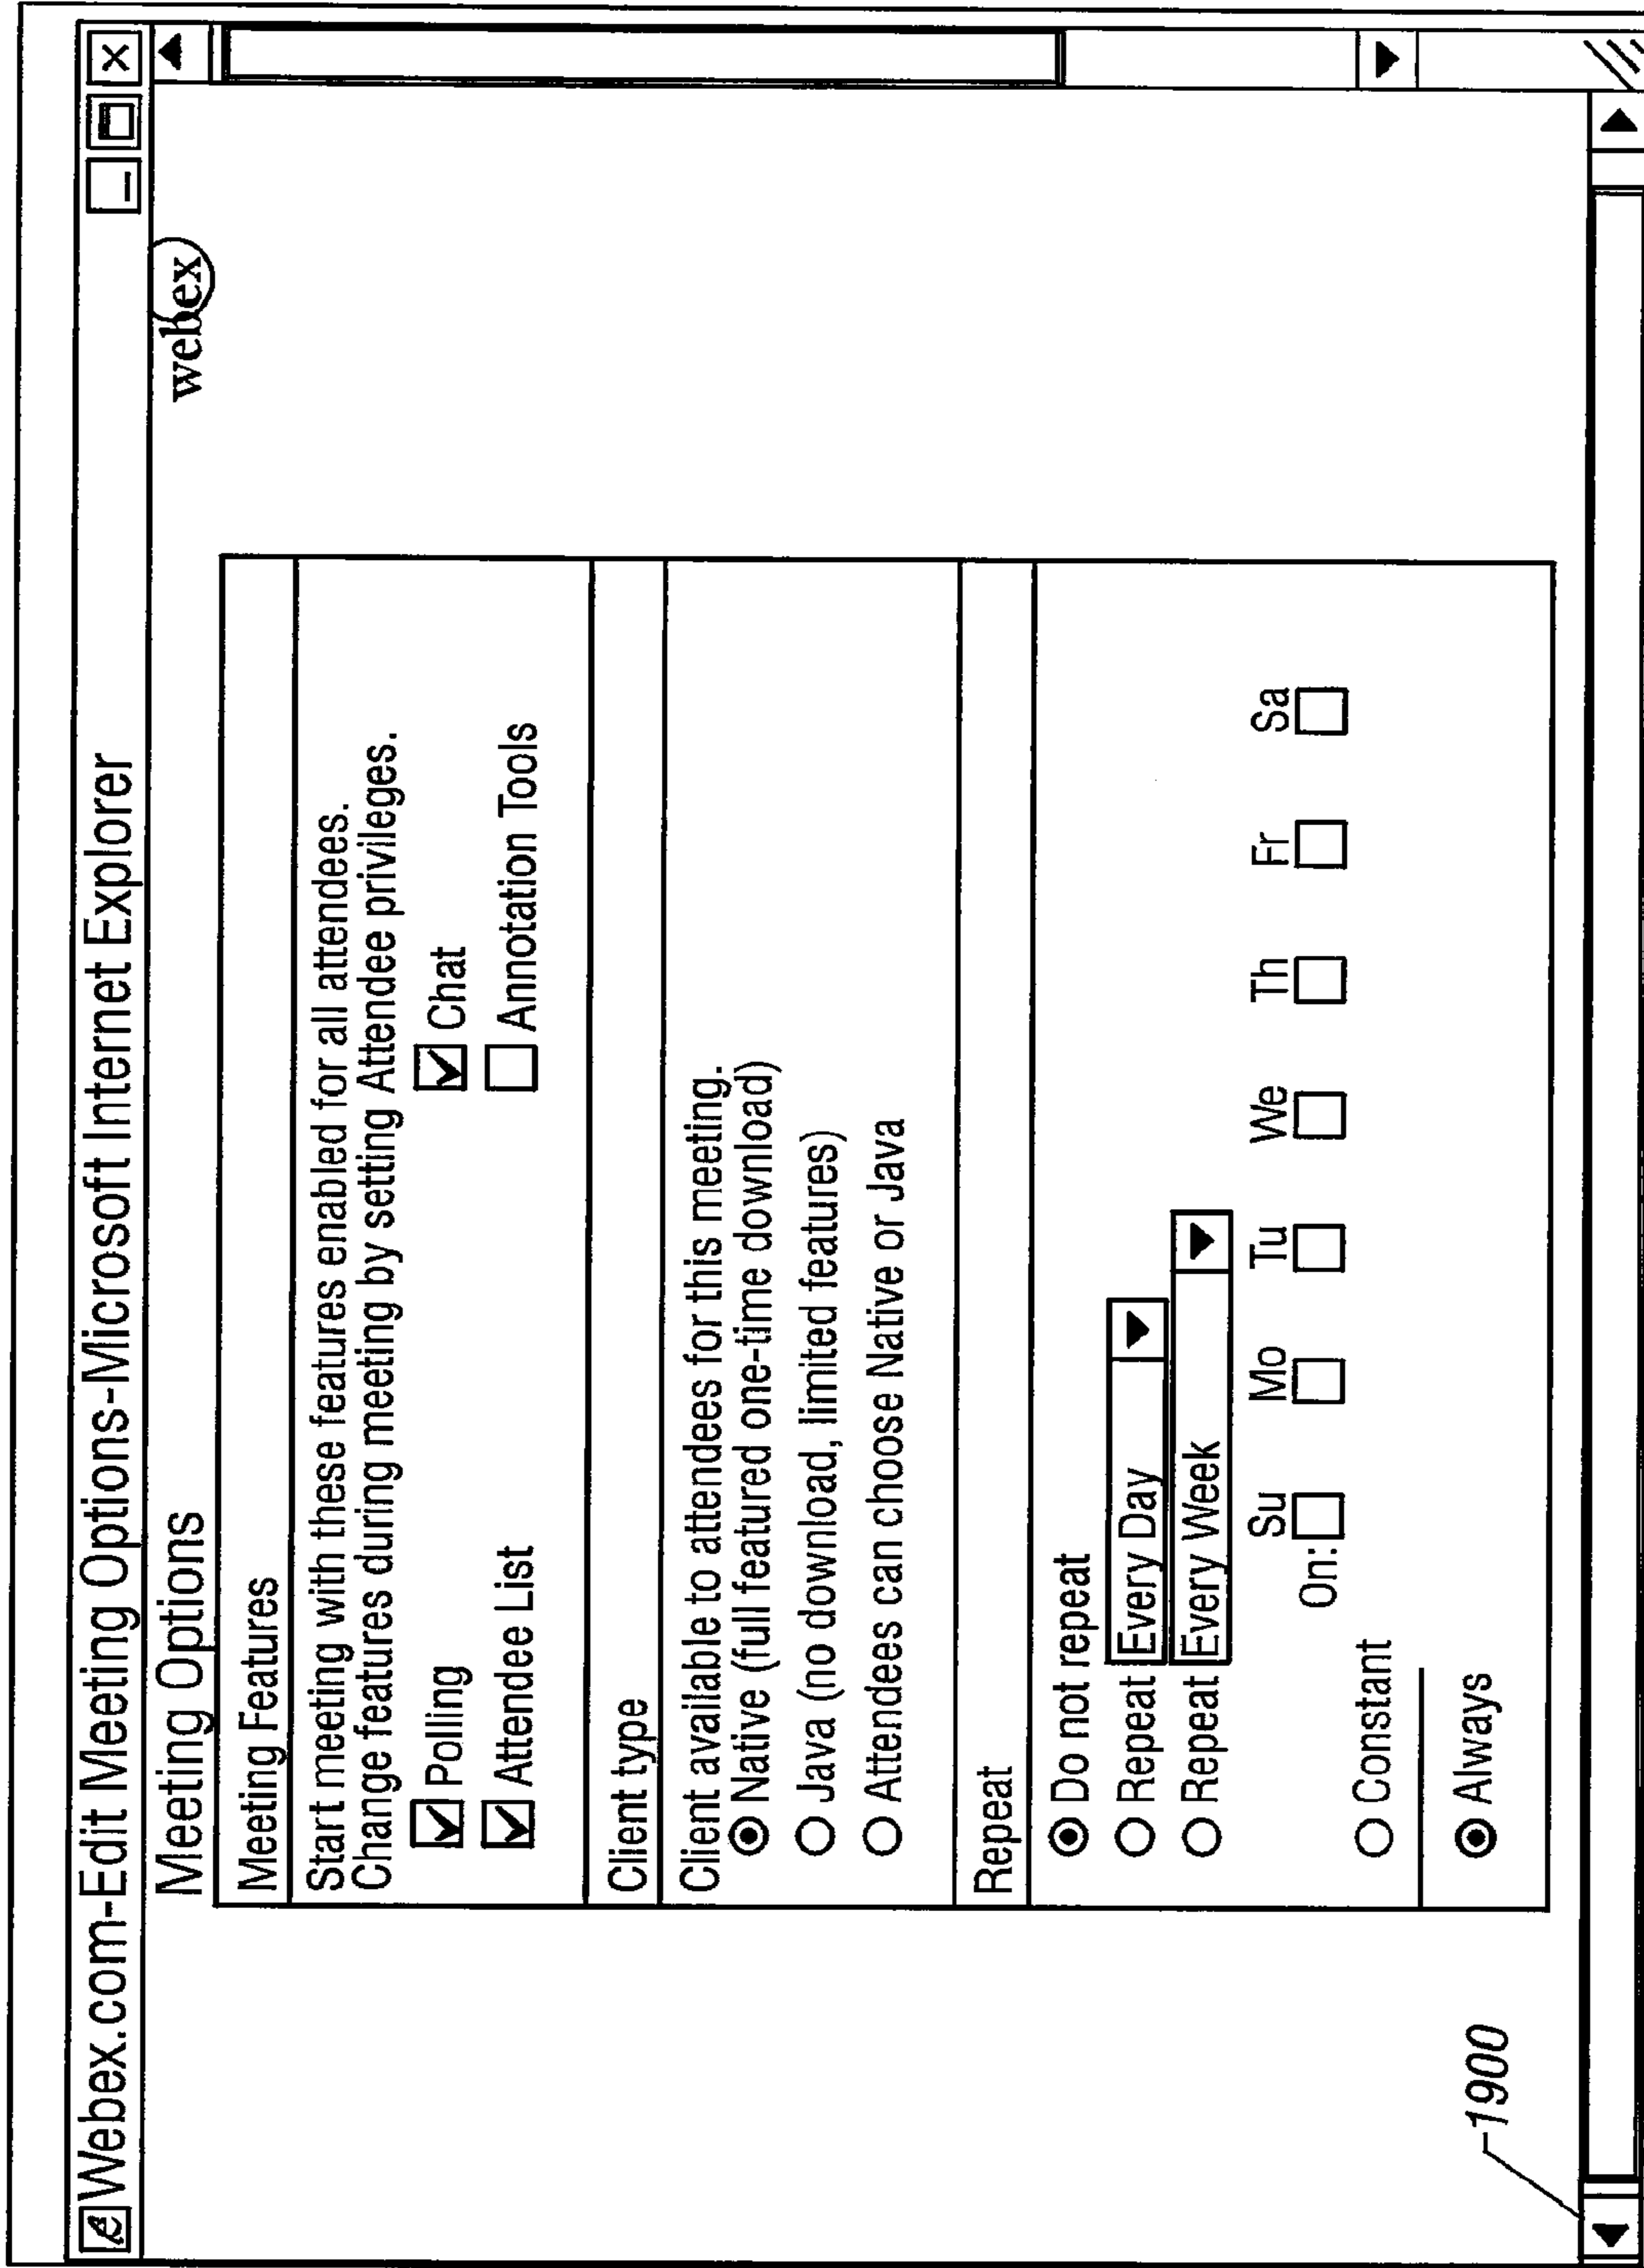 Webex.com-Edit Meeting Options-Microsoft Internet Explorer
Meeting Options
webex
Meeting Features
Start meeting with these features enabled for all attendees.
Change features during meeting by setting Attendee privileges.
Polling
Chat
Attendee List
Annotation Tools
Client type
Client available to attendees for this meeting.
Native (full featured one-time download)
Java (no download, limited features)
Attendees can choose Native or Java
Repeat
Do not repeat
Repeat Every Day
Repeat Every Week
Su Mo Tu We Th Fr Sa
On:
Constant
Always
1900